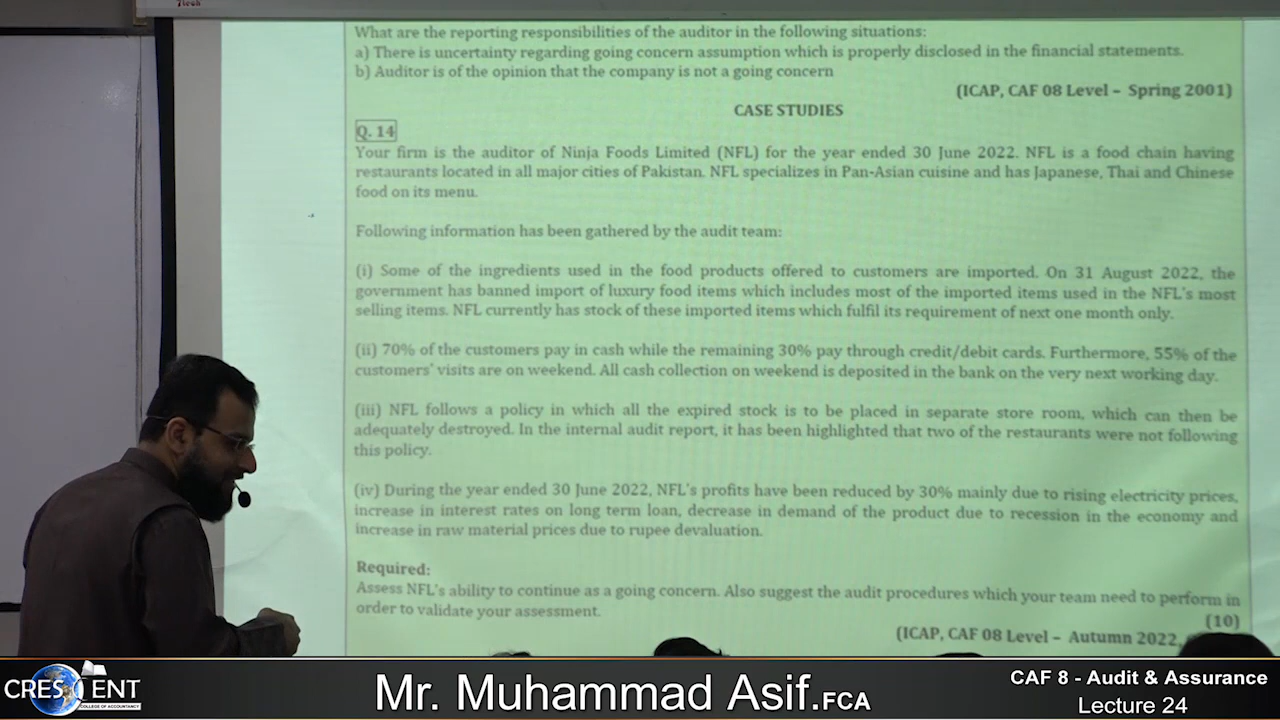 What are the reporting responsibilities of the auditor in the following situations:
a) There is uncertainty regarding going concern assumption which is properly disclosed in the financial statements.
b) Auditor is of the opinion that the company is not a going concern
(ICAP, CAF 08 Level – Spring 2001)
CASE STUDIES
Q. 14
Your firm is the auditor of Ninja Foods Limited (NFL) for the year ended 30 June 2022. NFL is a food chain having
restaurants located in all major cities of Pakistan. NFL specializes in Pan-Asian cuisine and has Japanese, Thai and Chinese
food on its menu.
Following information has been gathered by the audit team:
(i) Some of the ingredients used in the food products offered to customers are imported. On 31 August 2022, the
government has banned import of luxury food items which includes most of the imported items used in the NFL's most
selling items. NFL currently has stock of these imported items which fulfil its requirement of next one month only.
(ii) 70% of the customers pay in cash while the remaining 30% pay through credit/debit cards. Furthermore, 55% of the
customers' visits are on weekend. All cash collection on weekend is deposited in the bank on the very next working day.
(iii) NFL follows a policy in which all the expired stock is to be placed in separate store room, which can then be
adequately destroyed. In the internal audit report, it has been highlighted that two of the restaurants were not following
this policy.
(iv) During the year ended 30 June 2022, NFL's profits have been reduced by 30% mainly due to rising electricity prices,
increase in interest rates on long term loan, decrease in demand of the product due to recession in the economy and
increase in raw material prices due to rupee devaluation.
Required:
Assess NFL's ability to continue as a going concern. Also suggest the audit procedures which your team need to perform in
order to validate your assessment.
(10)
(ICAP, CAF 08 Level – Autumn 2022,
CRESCENT
COLLEGE OF ACCOUNTANCY
Mr. Muhammad Asif.FCA
CAF 8 - Audit & Assurance
Lecture 24